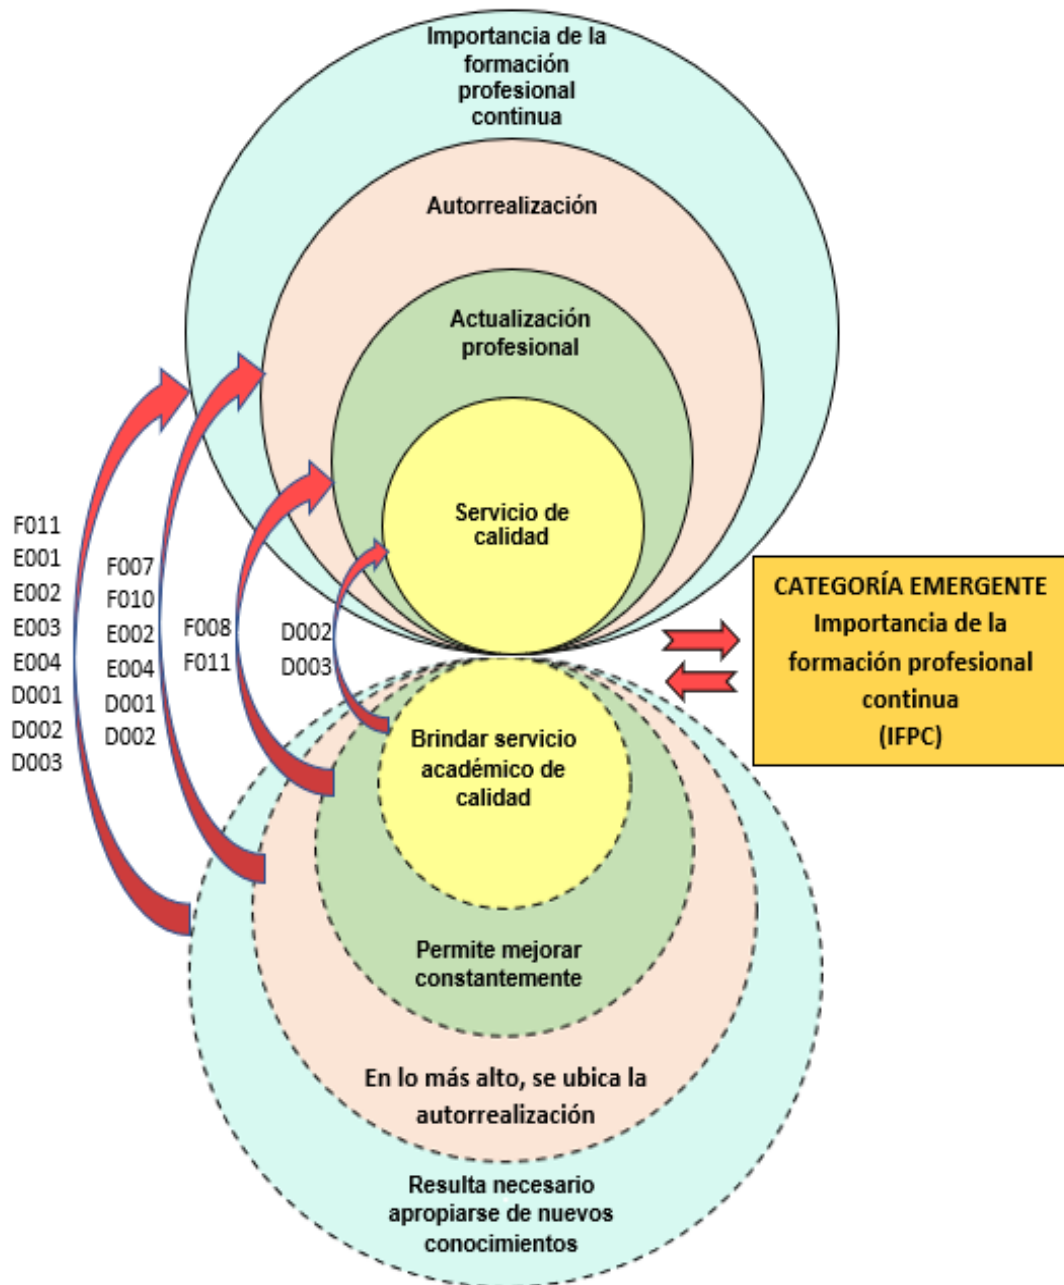 Importancia de la
formación
profesional
continua
Autorrealización
Actualización
profesional
Servicio de
calidad
F011
E001
E002
E003
E004
D001
D002
D003
F007
F010
E002
E004
D001
D002
F008
F011
D002
D003
CATEGORÍA EMERGENTE
Importancia de la
formación profesional
continua
(IFPC)
Brindar servicio
académico de
calidad
Permite mejorar
constantemente
En lo más alto, se ubica la
autorrealización
Resulta necesario
apropiarse de nuevos
conocimientos